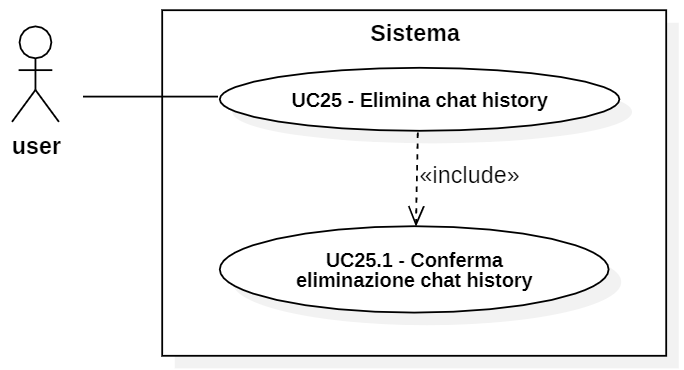 Sistema
UC25 - Elimina chat history
user
«include»
UC25.1 - Conferma
eliminazione chat history